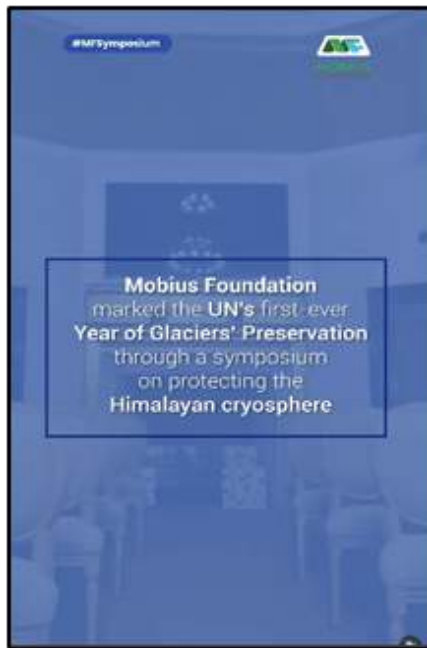 #MFSymposium
MOBIUS
Mobius Foundation
marked the UN's first-ever
Year of Glaciers' Preservation
through a symposium
on protecting the
Himalayan cryosphere